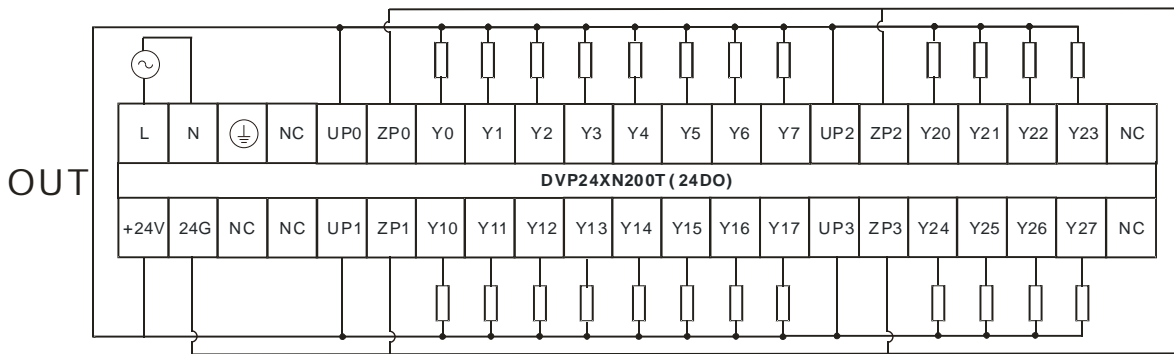 L N NC UP0 ZP0 Y0 Y1 Y2 Y3 Y4 Y5 Y6 Y7 UP2 ZP2 Y20 Y21 Y22 Y23 NC
OUT
DVP24XN200T ( 24DO)
+24V 24G NC NC UP1 ZP1 Y10 Y11 Y12 Y13 Y14 Y15 Y16 Y17 UP3 ZP3 Y24 Y25 Y26 Y27 NC